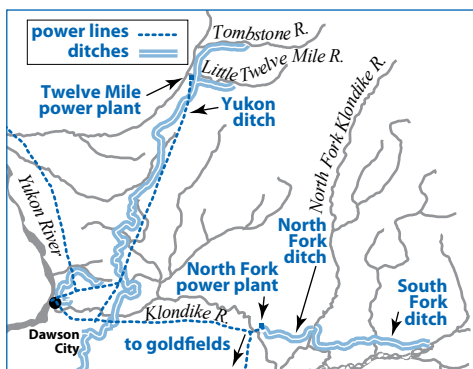 power lines
ditches
Tombstone R.
Little Twelve Mile R.
Twelve Mile
power plant
Yukon
ditch
North Fork Klondike R.
Yukon River
North
Fork
ditch
North Fork
power plant
South
Fork
ditch
Klondike R.
Dawson
City
to goldfields